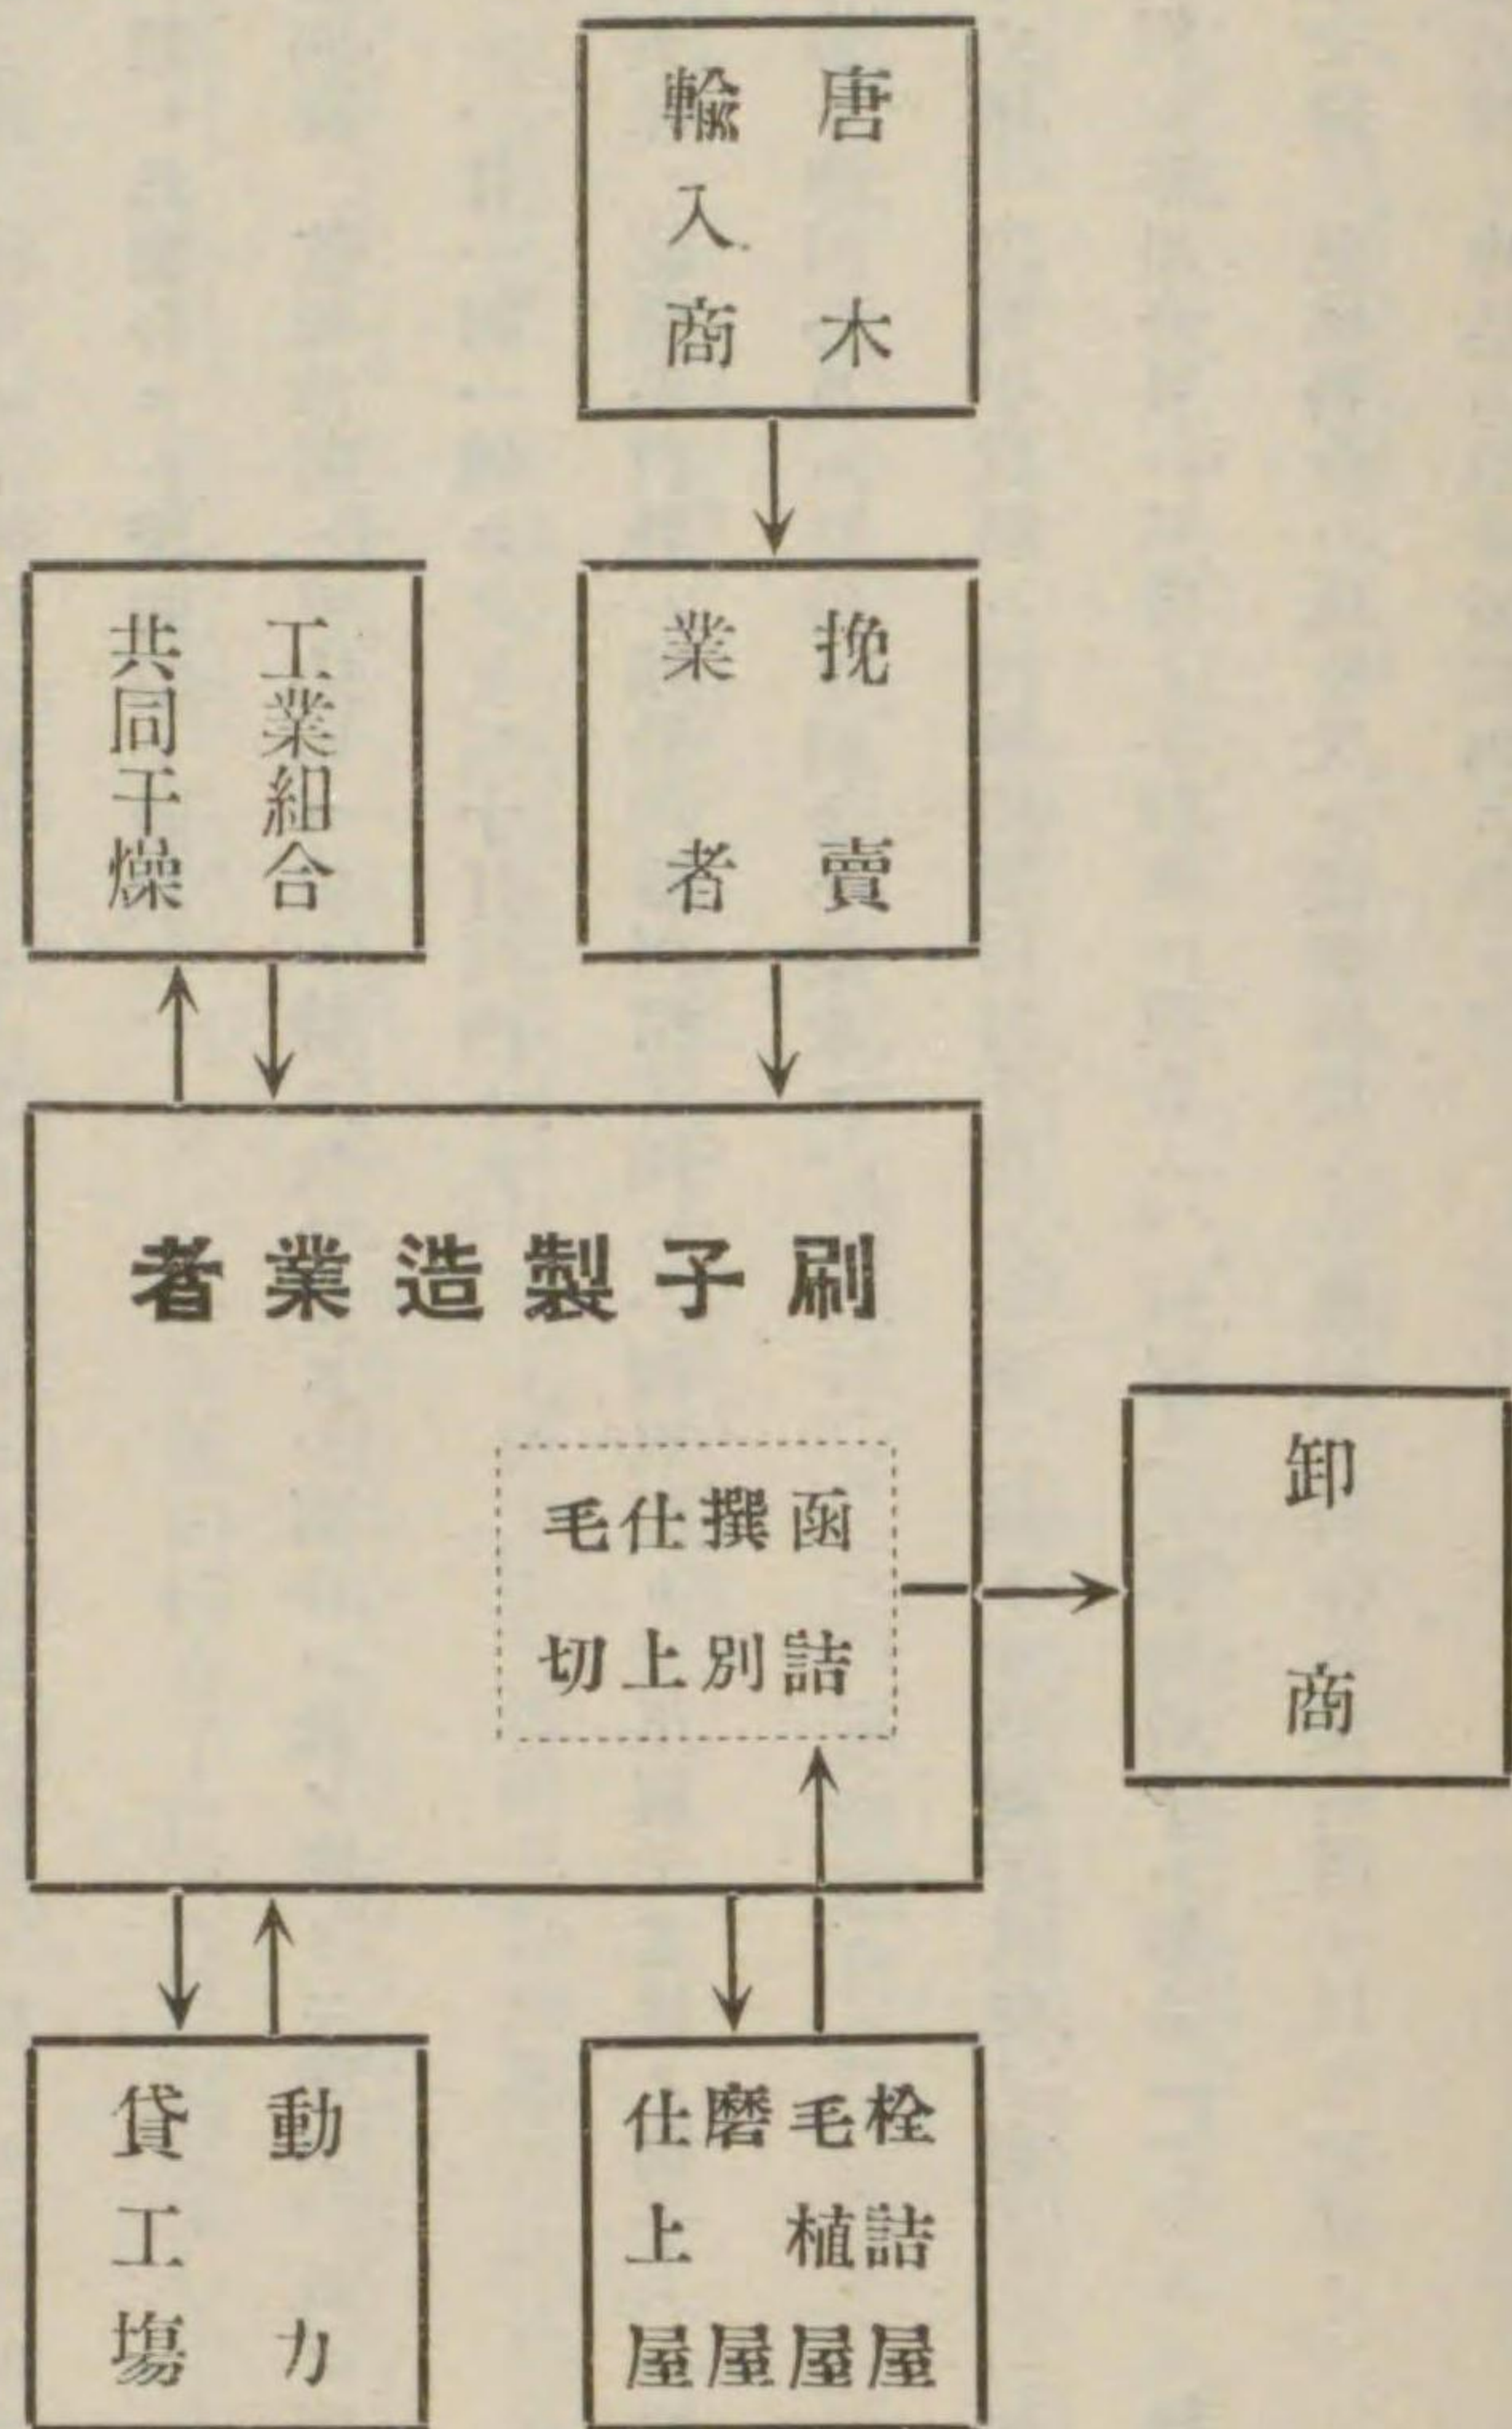 唐木
輸入商
挽賣
業者
工業組合
共同干燥
刷子製造業者
函詰
撰別
仕上
毛切
卸商
栓詰屋
毛植屋
磨屋
仕上屋
動力
貸工場